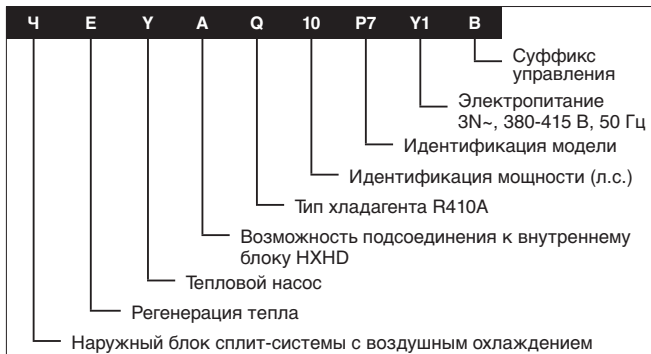 Ч E Y A Q 10 P7 Y1 B
Суффикс
управления
Электропитание
3N~, 380-415 В, 50 Гц
Идентификация модели
Идентификация мощности (л.с.)
Тип хладагента R410A
Возможность подсоединения к внутреннему
блоку HXHD
Тепловой насос
Регенерация тепла
Наружный блок сплит-системы с воздушным охлаждением